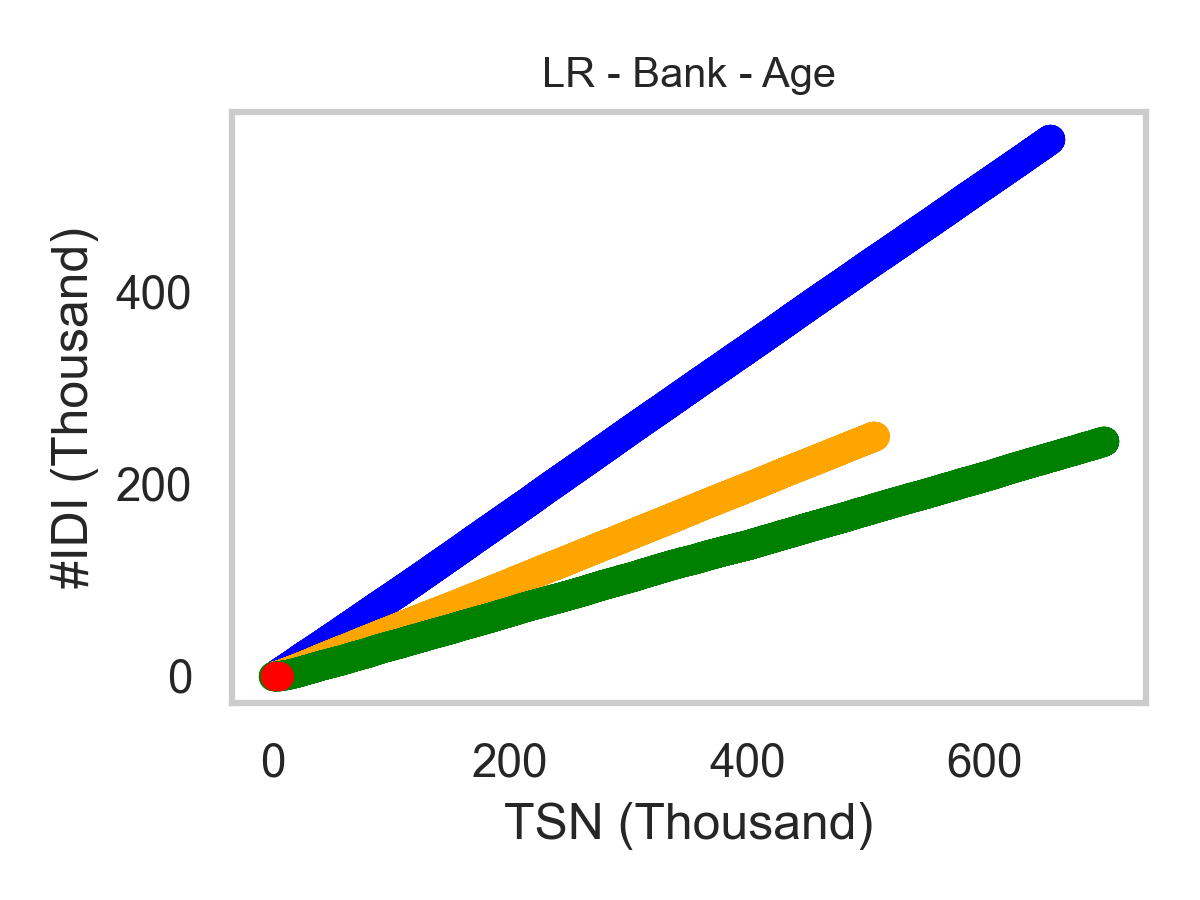 LR - Bank - Age
#IDI (Thousand)
400
200
0
0 200 400 600
TSN (Thousand)